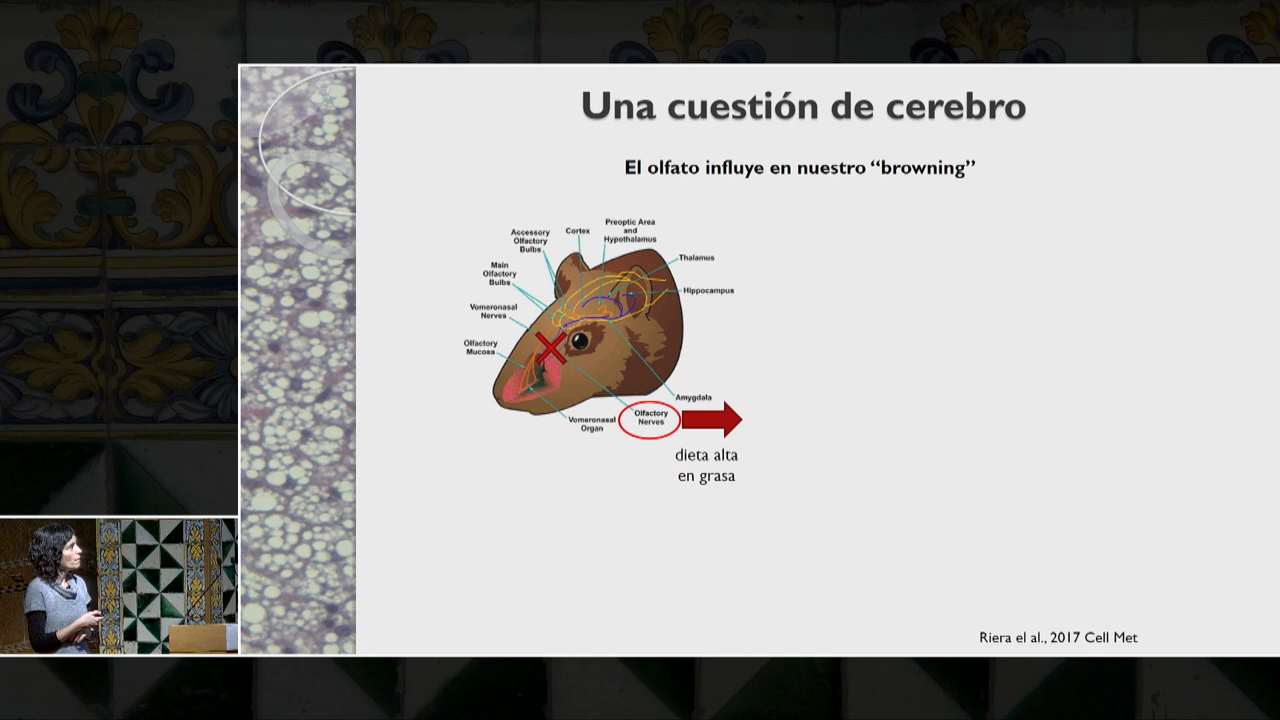 Una cuestión de cerebro
El olfato influye en nuestro “browning”
Preoptic Area
and
Hypothalamus
Cortex
Accessory
Olfactory
Bulbs
Thalamus
Main
Olfactory
Bulbs
Hippocampus
Vomeronasal
Nerves
Olfactory
Mucosa
Amygdala
Vomeronasal
Organ
Olfactory
Nerves
dieta alta
en grasa
Riera el al., 2017 Cell Met